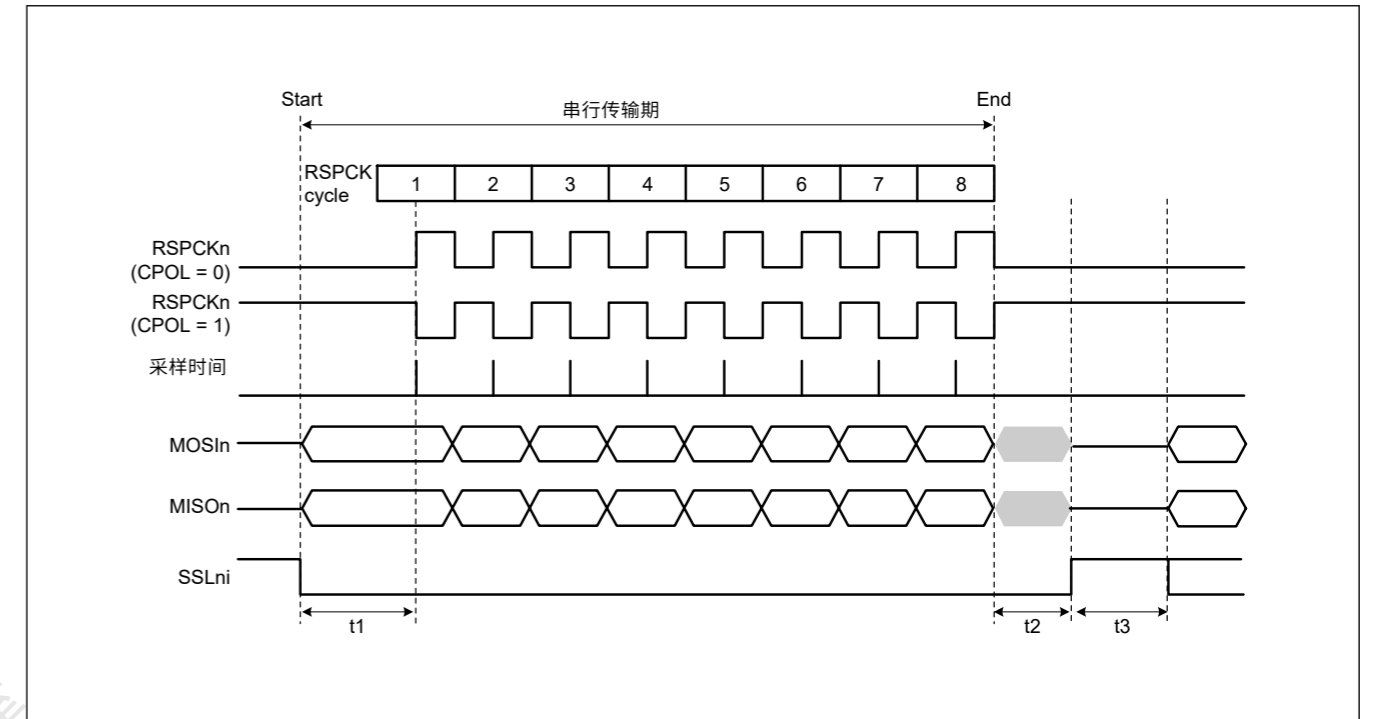 Start
End
串行传输期
RSPCK
cycle
1 2 3 4 5 6 7 8
RSPCKn
(CPOL = 0)
RSPCKn
(CPOL = 1)
采样时间
MOSIn
MISOn
SSLni
t1
t2
t3